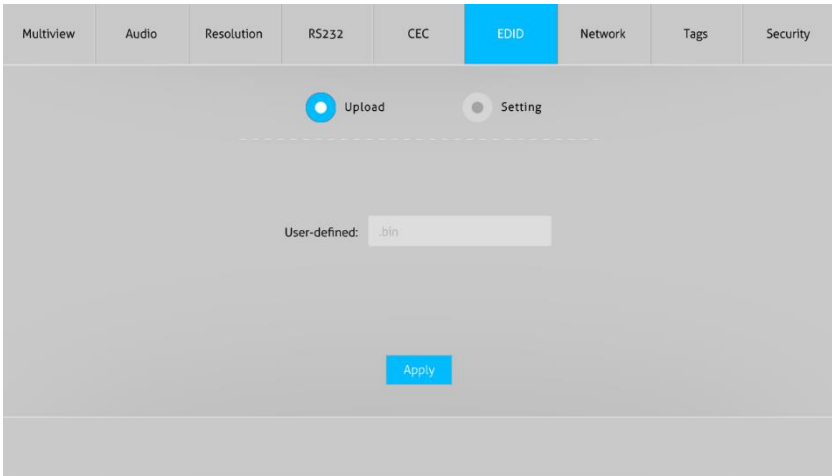 Multiview Audio Resolution RS232 CEC EDID Network Tags Security
Upload Setting
User-defined: .bin
Apply